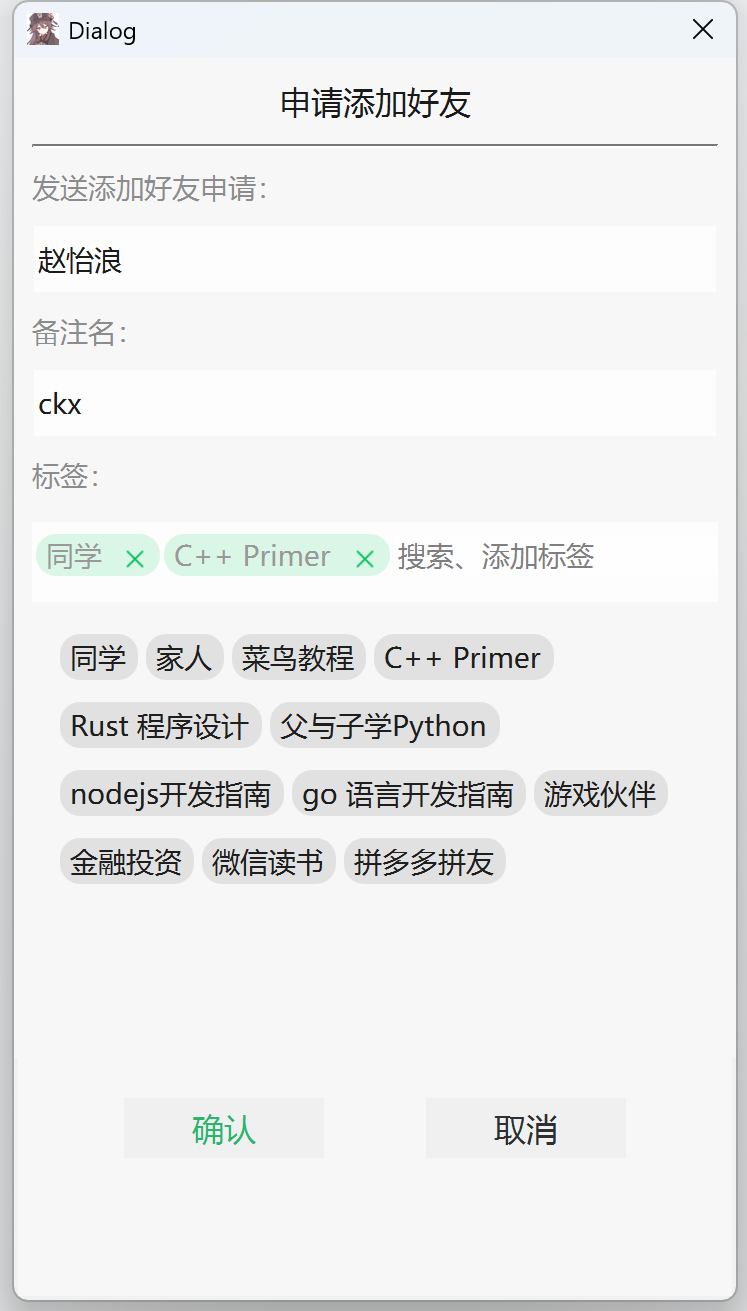 Dialog
申请添加好友
发送添加好友申请：
赵怡浪
备注名：
ckx
标签：
同学 × C++ Primer × 搜索、添加标签
同学 家人 菜鸟教程 C++ Primer
Rust 程序设计 父与子学Python
nodejs开发指南 go 语言开发指南 游戏伙伴
金融投资 微信读书 拼多多拼友
确认 取消